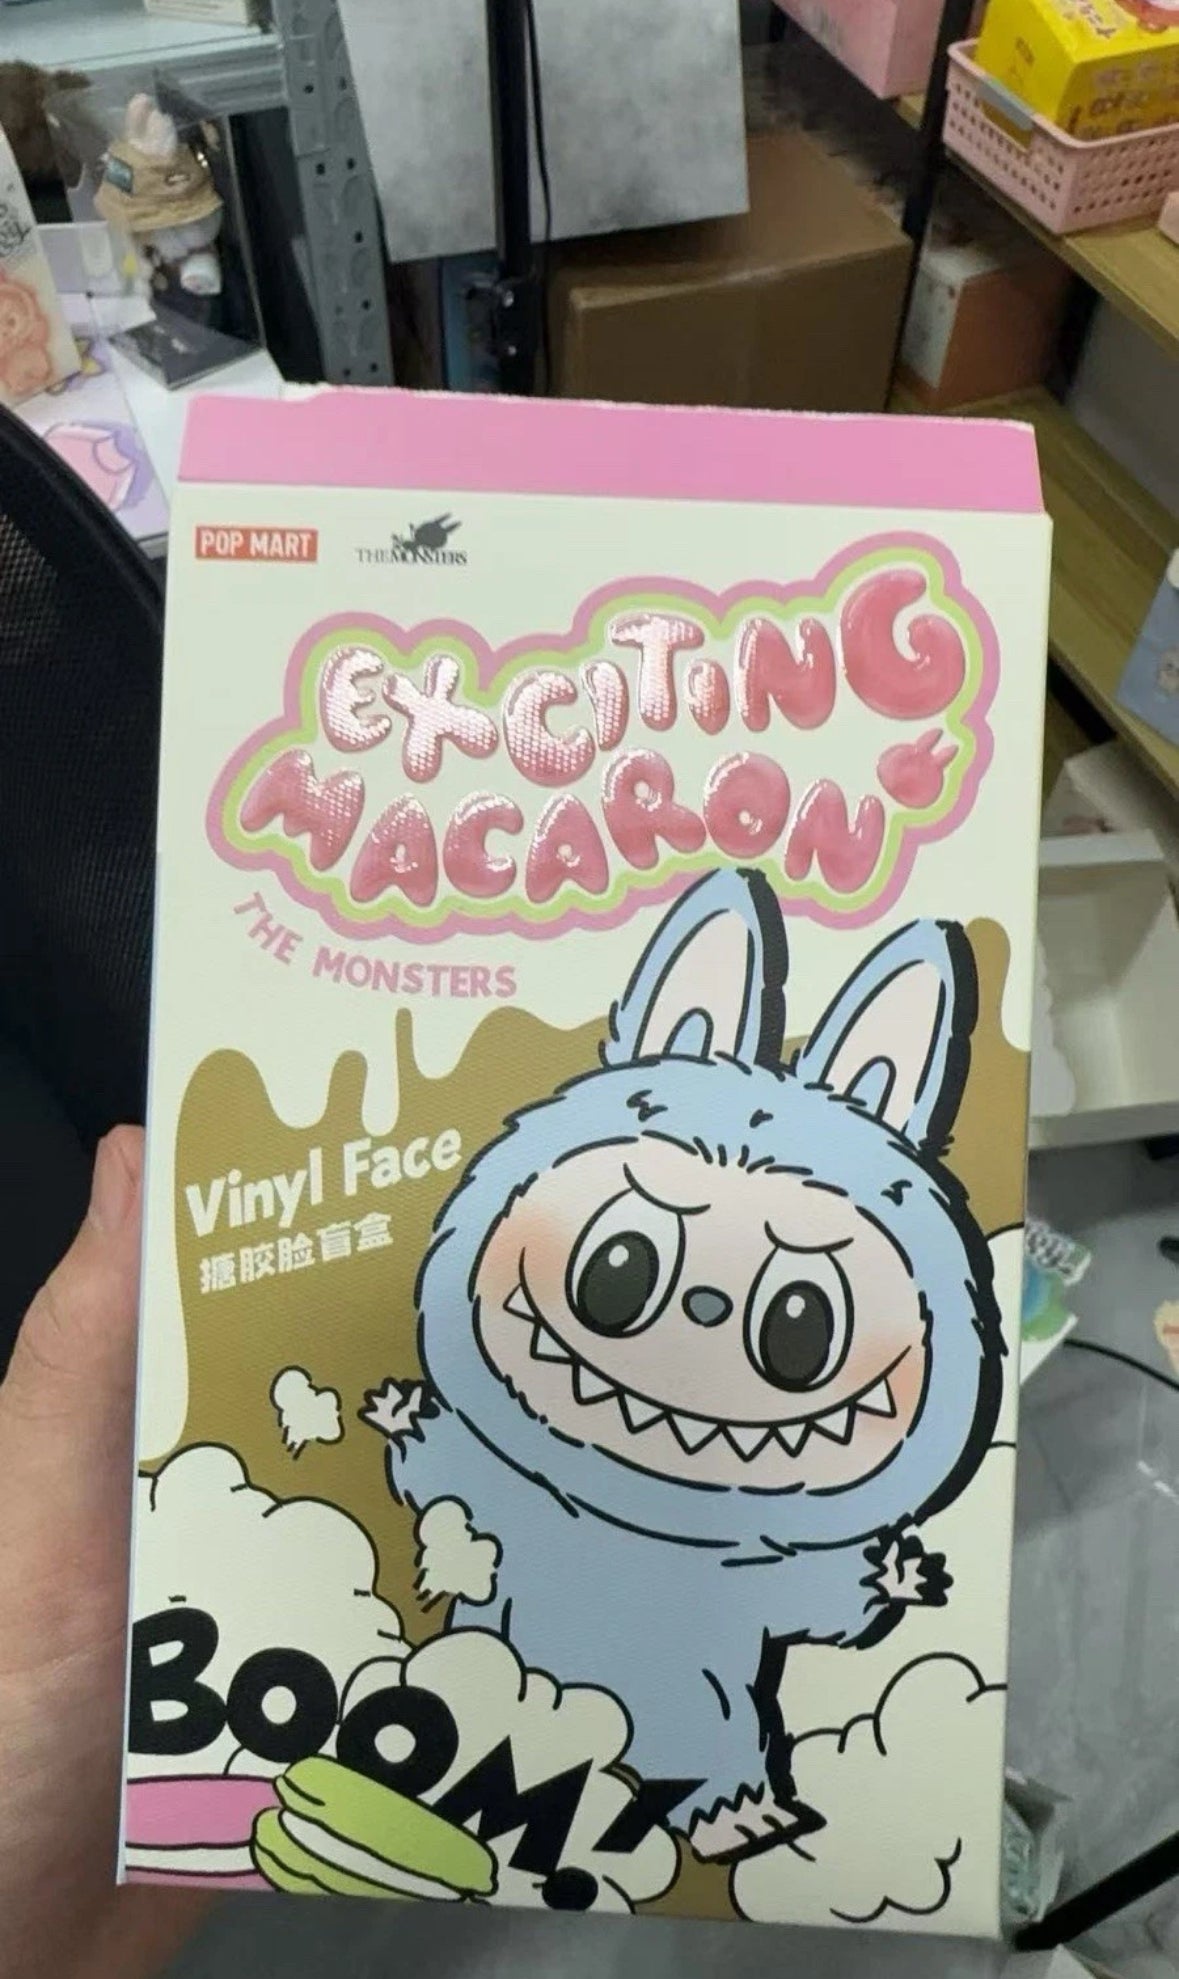 POP MART
THE MONSTERS
EXCITING
MACARON
THE MONSTERS
Vinyl Face
搪胶脸盲盒
BOOM!